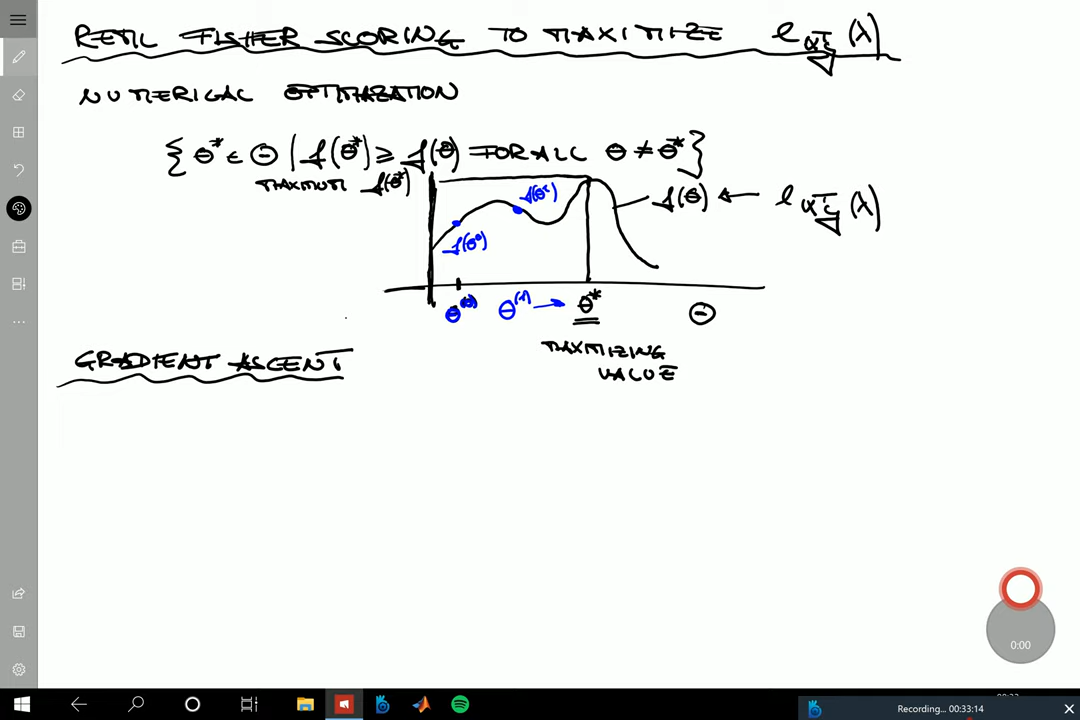 REML FISHER SCORING TO MAXIMIZE ℓ (λ)
NUMERICAL OPTIMIZATION
{ θ* ∈ Θ | f(θ*) ≥ f(θ) FOR ALL θ ≠ θ* }
MAXIMUM f(θ*)
f(θ) ← ℓ (λ)
f(θ¹)
f(θ⁰)
θ⁽⁰⁾ θ⁽¹⁾ → θ* Θ
MAXIMIZING
VALUE
GRADIENT ASCENT
0:00
Recording... 00:33:14